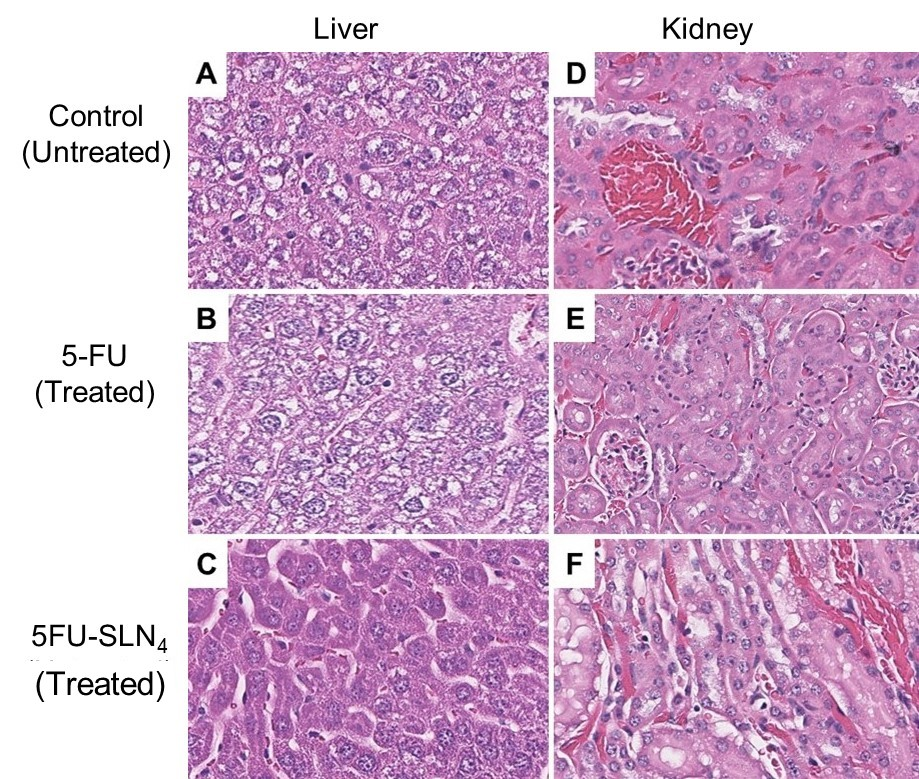 Liver Kidney
Control
(Untreated)
A D
5-FU
(Treated)
B E
5FU-SLN₄
(Treated)
C F